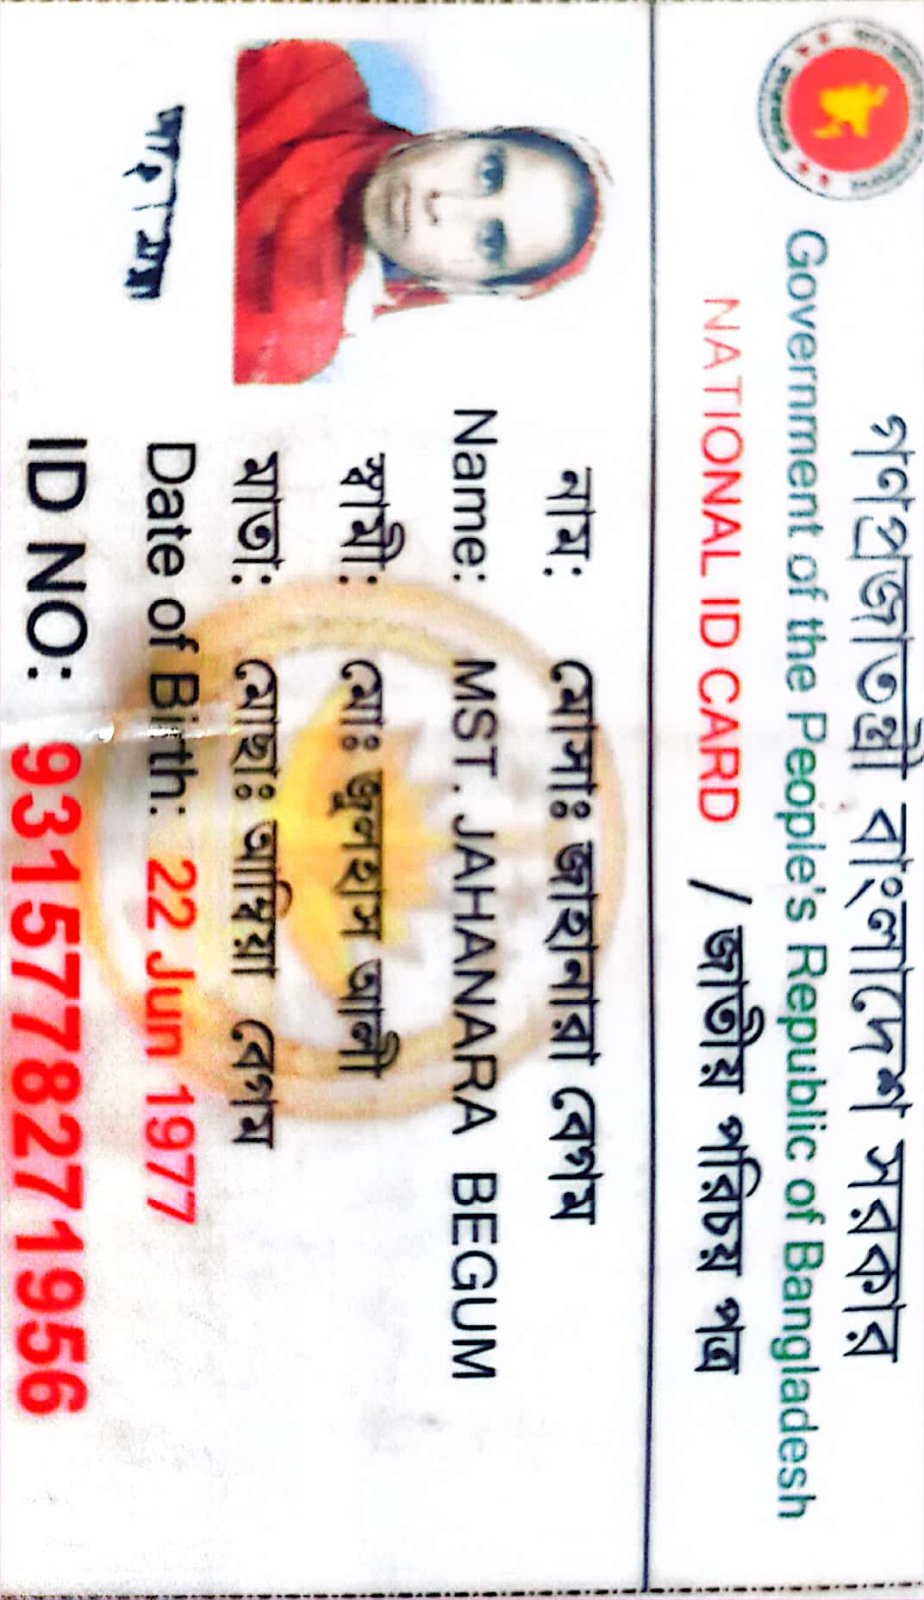 গণপ্রজাতন্ত্রী বাংলাদেশ সরকার
Government of the People's Republic of Bangladesh
NATIONAL ID CARD / জাতীয় পরিচয় পত্র
নাম: মোসাঃ জাহানারা বেগম
Name: MST. JAHANARA BEGUM
স্বামী: মোঃ জুলহাস আলী
মাতা: মোছাঃ আম্বিয়া বেগম
Date of Birth: 22 Jun 1977
ID NO: 9315778271956